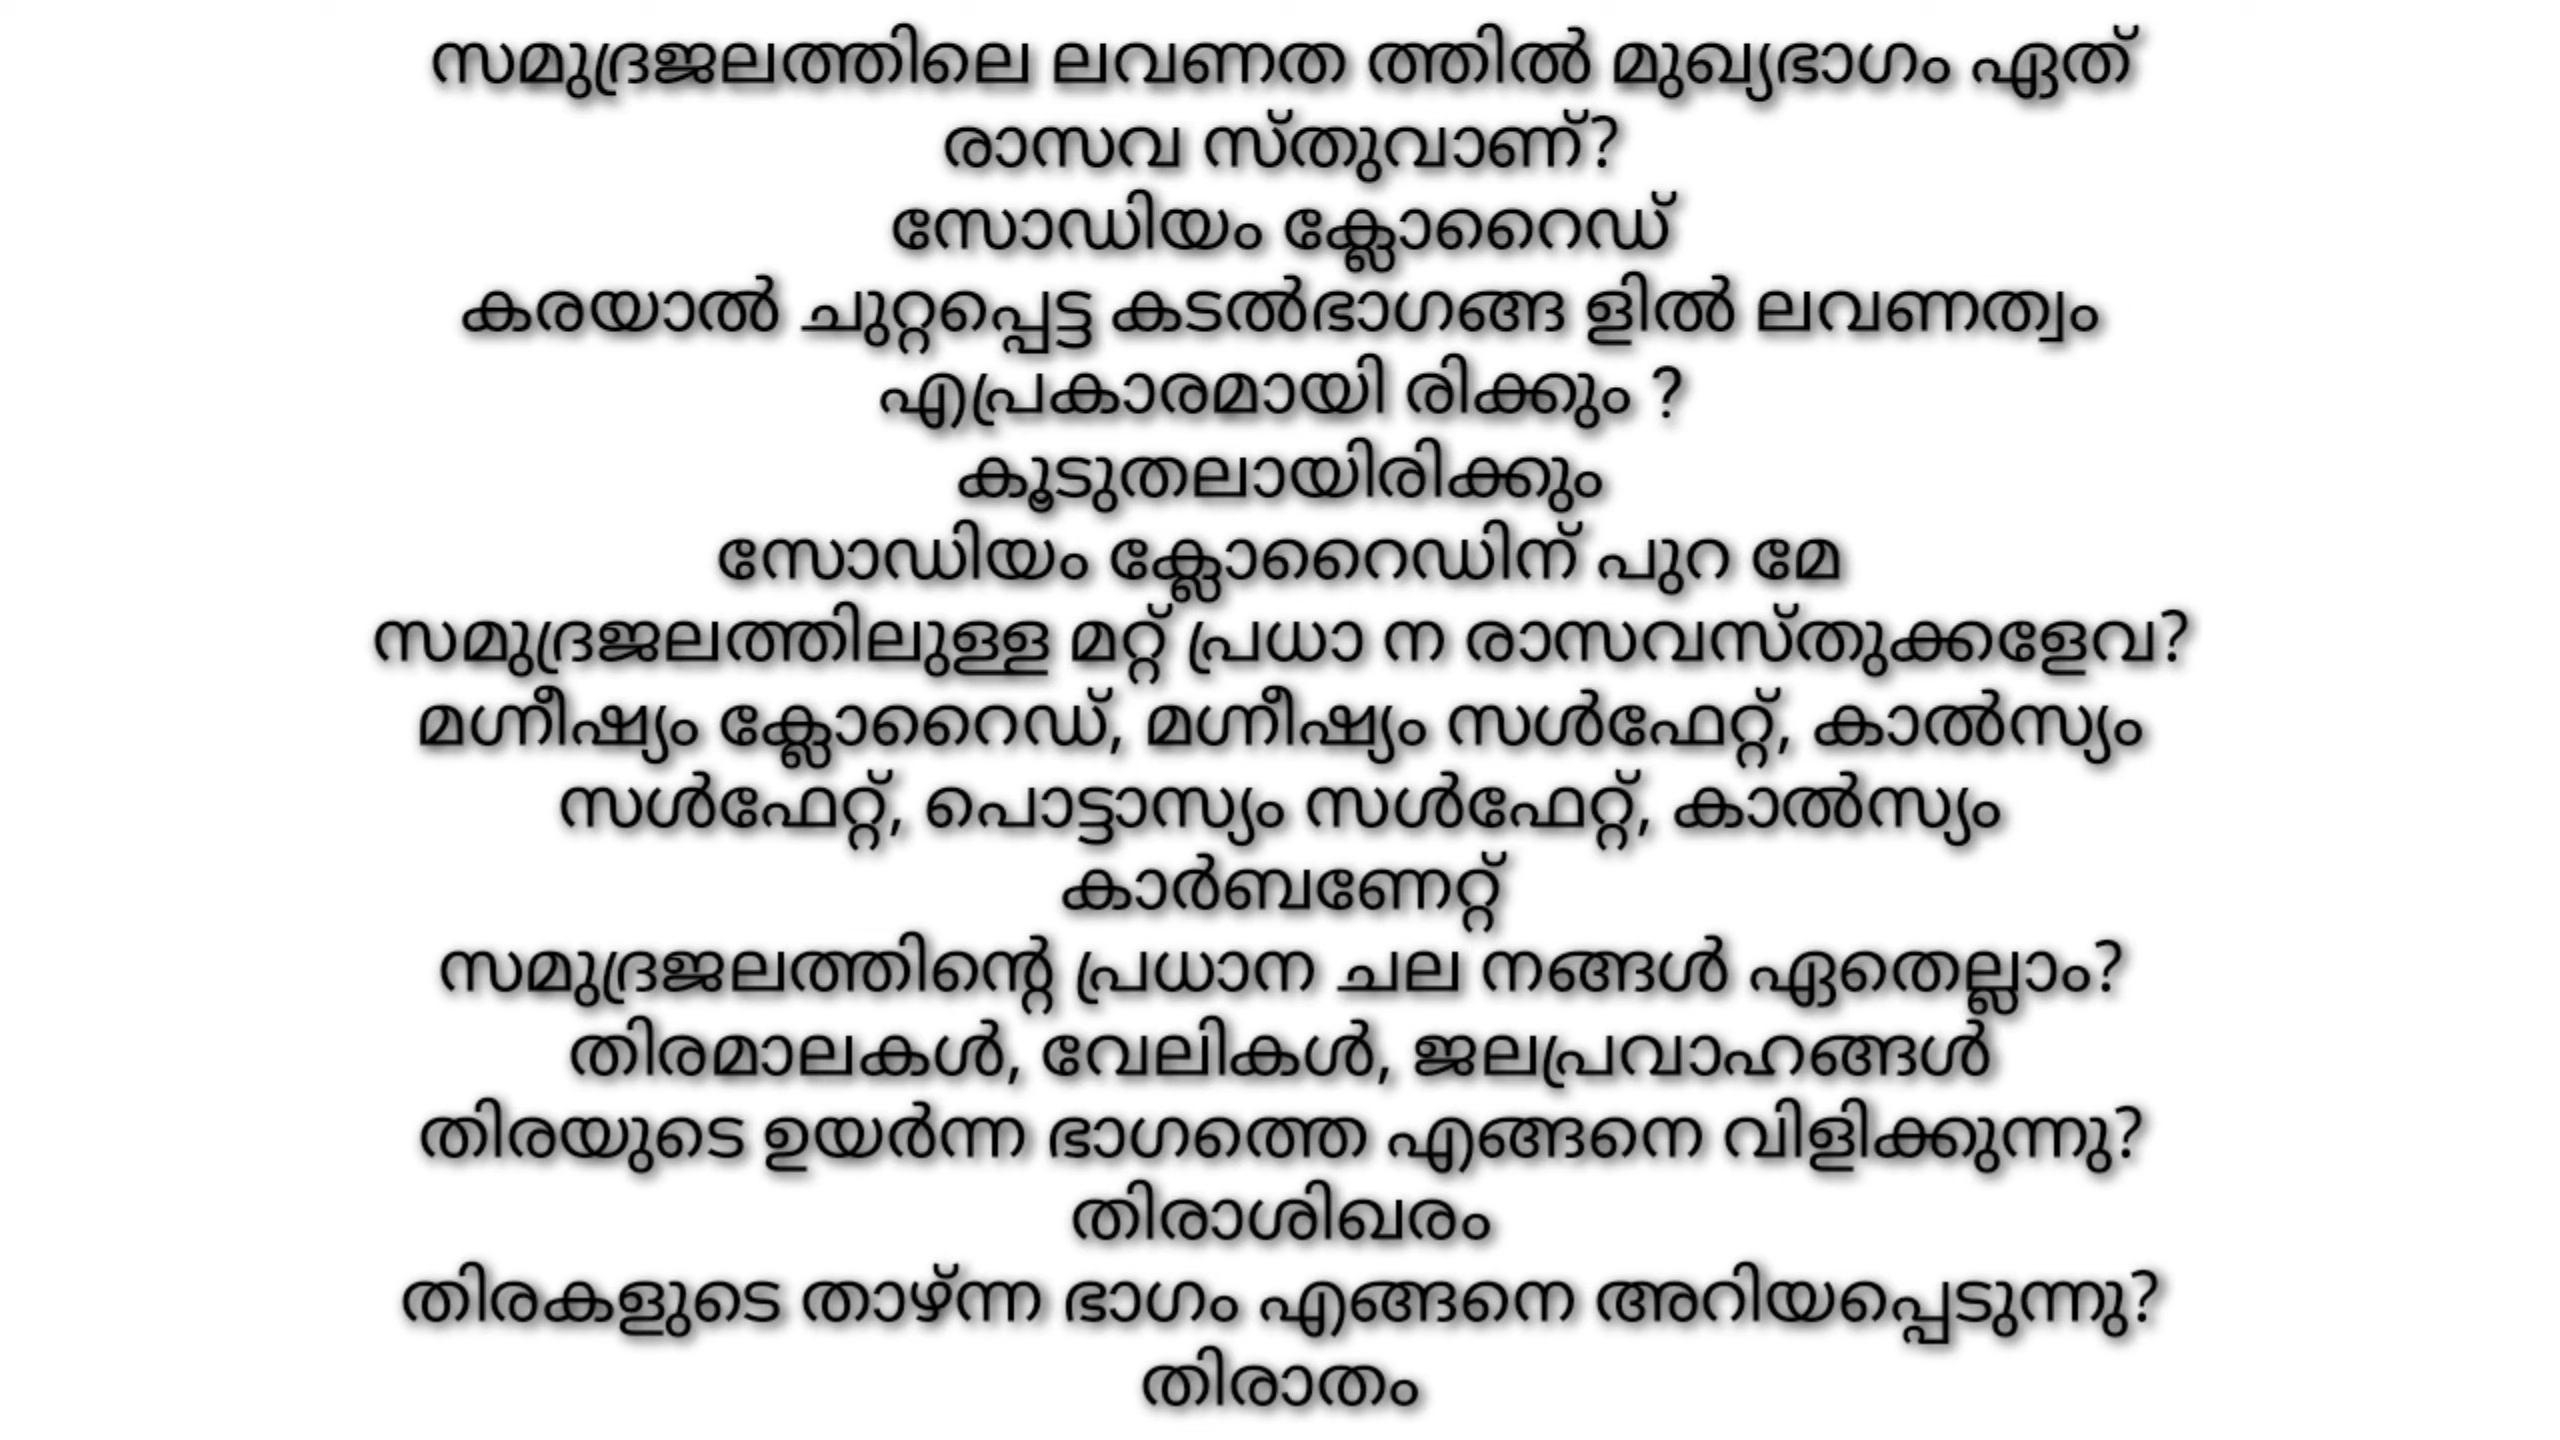 സമുദ്രജലത്തിലെ ലവണത ത്തിൽ മുഖ്യഭാഗം ഏത്
രാസവ സ്തുവാണ്?
സോഡിയം ക്ലോറൈഡ്
കരയാൽ ചുറ്റപ്പെട്ട കടൽഭാഗങ്ങ ളിൽ ലവണത്വം
എപ്രകാരമായി രിക്കും ?
കൂടുതലായിരിക്കും
സോഡിയം ക്ലോറൈഡിന് പുറ മേ
സമുദ്രജലത്തിലുള്ള മറ്റ് പ്രധാ ന രാസവസ്തുക്കളേവ?
മഗ്നീഷ്യം ക്ലോറൈഡ്, മഗ്നീഷ്യം സൾഫേറ്റ്, കാൽസ്യം
സൾഫേറ്റ്, പൊട്ടാസ്യം സൾഫേറ്റ്, കാൽസ്യം
കാർബണേറ്റ്
സമുദ്രജലത്തിന്റെ പ്രധാന ചല നങ്ങൾ ഏതെല്ലാം?
തിരമാലകൾ, വേലികൾ, ജലപ്രവാഹങ്ങൾ
തിരയുടെ ഉയർന്ന ഭാഗത്തെ എങ്ങനെ വിളിക്കുന്നു?
തിരാശിഖരം
തിരകളുടെ താഴ്ന്ന ഭാഗം എങ്ങനെ അറിയപ്പെടുന്നു?
തിരാതം